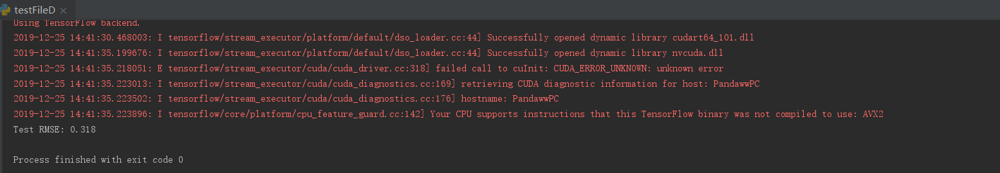 testFileD
Using TensorFlow backend.
2019-12-25 14:41:30.468003: I tensorflow/stream_executor/platform/default/dso_loader.cc:44] Successfully opened dynamic library cudart64_101.dll
2019-12-25 14:41:35.199676: I tensorflow/stream_executor/platform/default/dso_loader.cc:44] Successfully opened dynamic library nvcuda.dll
2019-12-25 14:41:35.218051: E tensorflow/stream_executor/cuda/cuda_driver.cc:318] failed call to cuInit: CUDA_ERROR_UNKNOWN: unknown error
2019-12-25 14:41:35.223013: I tensorflow/stream_executor/cuda/cuda_diagnostics.cc:169] retrieving CUDA diagnostic information for host: PandawwPC
2019-12-25 14:41:35.223502: I tensorflow/stream_executor/cuda/cuda_diagnostics.cc:176] hostname: PandawwPC
2019-12-25 14:41:35.223896: I tensorflow/core/platform/cpu_feature_guard.cc:142] Your CPU supports instructions that this TensorFlow binary was not compiled to use: AVX2
Test RMSE: 0.318
Process finished with exit code 0